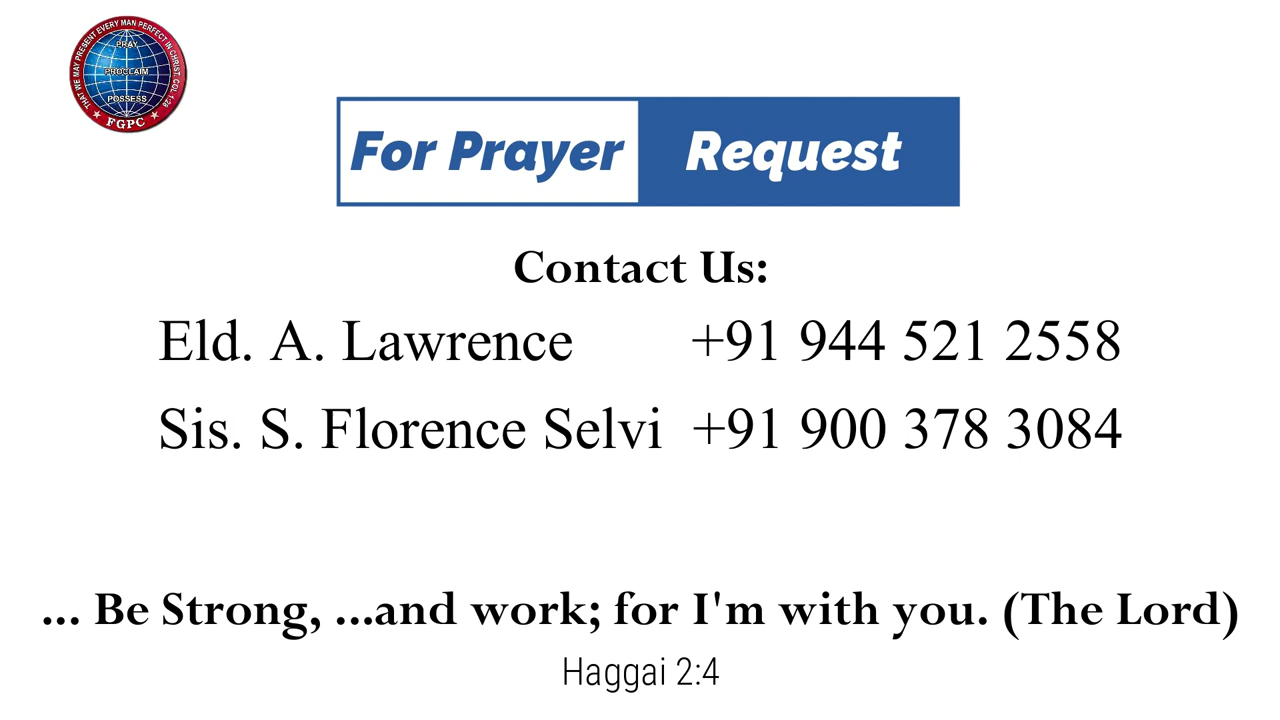 THAT WE MAY PRESENT EVERY MAN PERFECT IN CHRIST. COL 1:28
PRAY
PROCLAIM
POSSESS
FGPC
For Prayer Request
Contact Us:
Eld. A. Lawrence +91 944 521 2558
Sis. S. Florence Selvi +91 900 378 3084
... Be Strong, ...and work; for I'm with you. (The Lord)
Haggai 2:4